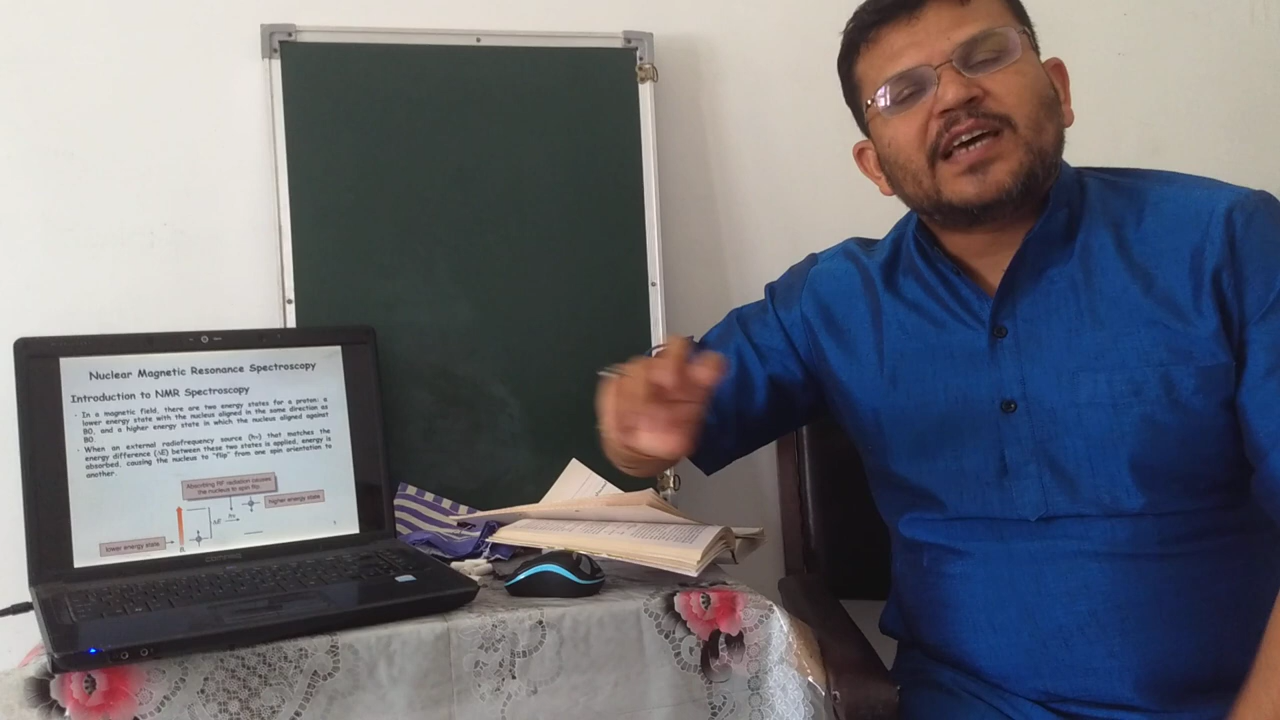 Nuclear Magnetic Resonance Spectroscopy
Introduction to NMR Spectroscopy
• In a magnetic field, there are two energy states for a proton: a
lower energy state with the nucleus aligned in the same direction as
B0, and a higher energy state in which the nucleus aligned against
B0.
• When an external radiofrequency source (hν) that matches the
energy difference (ΔE) between these two states is applied, energy is
absorbed, causing the nucleus to "flip" from one spin orientation to
another.
Absorbing RF radiation causes
the nucleus to spin flip.
higher energy state
hν
ΔE
lower energy state